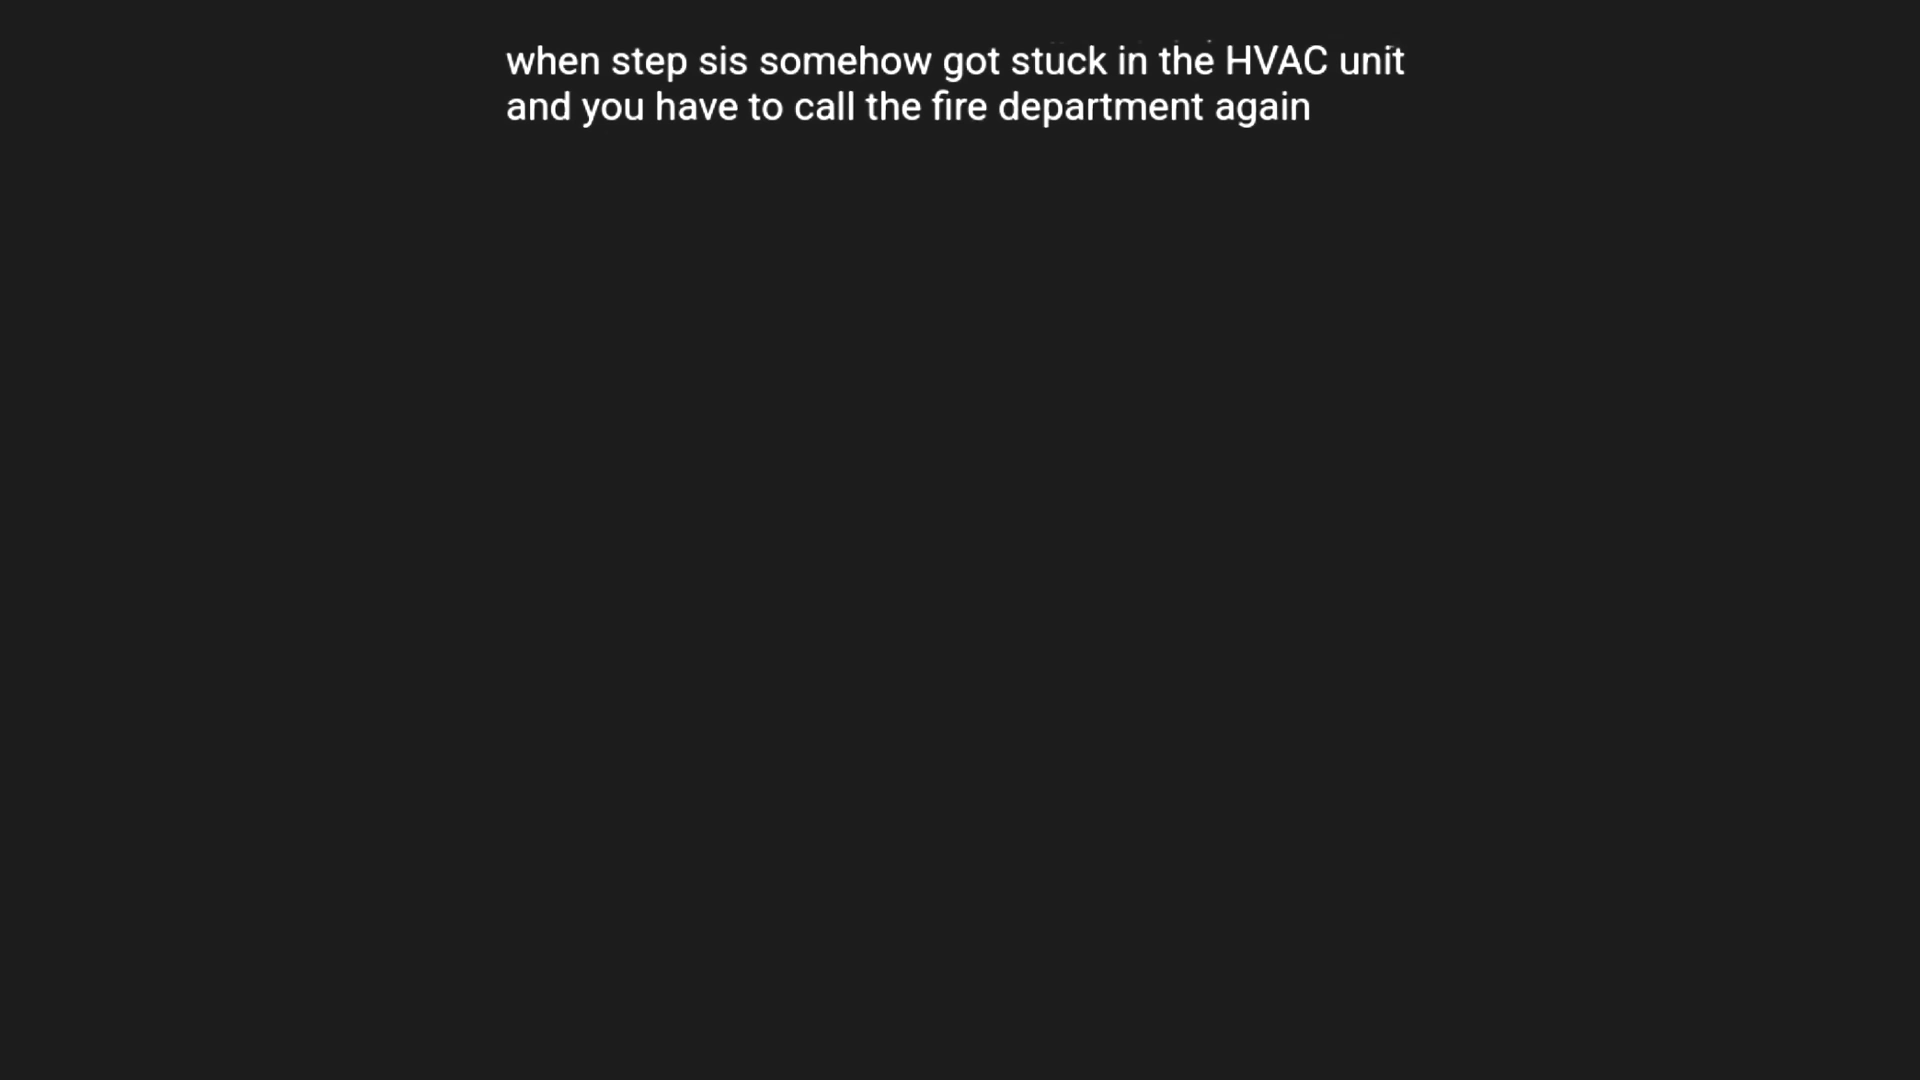 when step sis somehow got stuck in the HVAC unit
and you have to call the fire department again